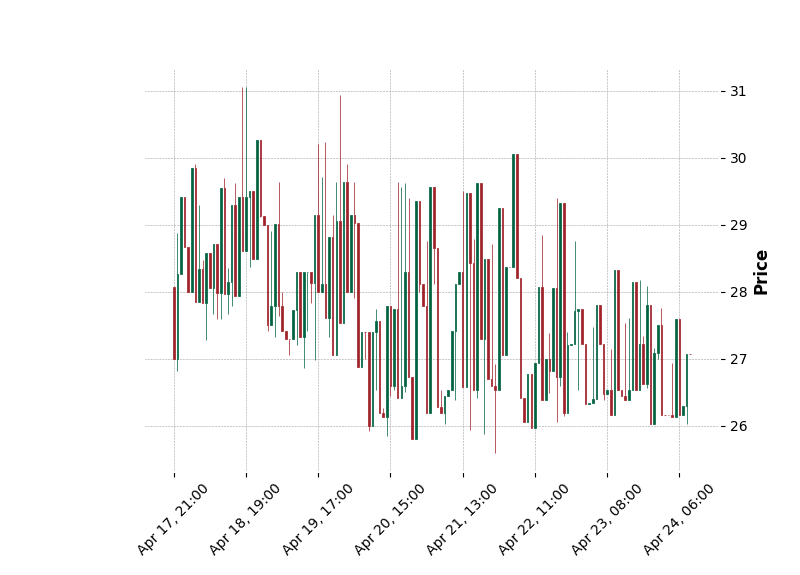 31
30
29
28
27
26
Price
Apr 17, 21:00
Apr 18, 19:00
Apr 19, 17:00
Apr 20, 15:00
Apr 21, 13:00
Apr 22, 11:00
Apr 23, 08:00
Apr 24, 06:00